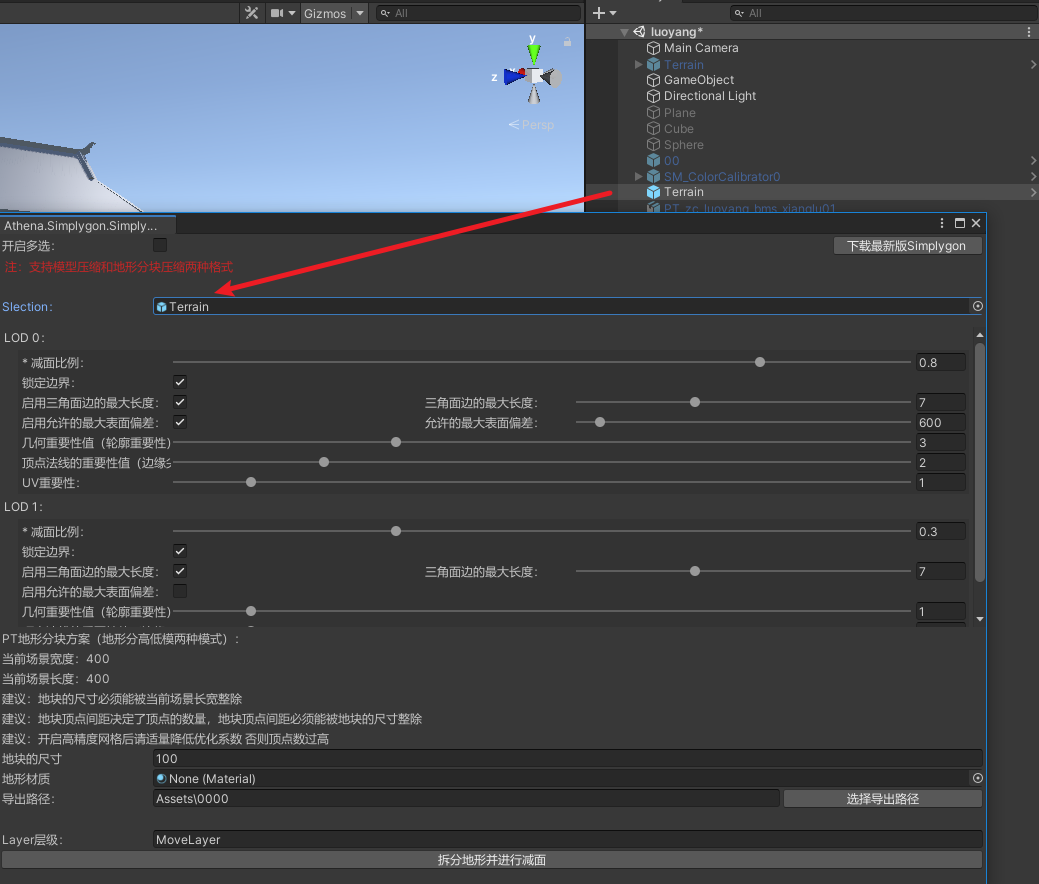 Gizmos
All
All
luoyang*
Main Camera
Terrain
GameObject
Directional Light
Plane
Cube
Sphere
00
SM_ColorCalibrator0
Terrain
PT_zc_luoyang_bms_xianglu01
y
z
Persp
Athena.Simplygon.Simply...
开启多选:
下载最新版Simplygon
注：支持模型压缩和地形分块压缩两种格式
Slection:
Terrain
LOD 0:
* 减面比例:
0.8
锁定边界:
启用三角面边的最大长度:
三角面边的最大长度:
7
启用允许的最大表面偏差:
允许的最大表面偏差:
600
几何重要性值（轮廓重要性）
3
顶点法线的重要性值（边缘
2
UV重要性:
1
LOD 1:
* 减面比例:
0.3
锁定边界:
启用三角面边的最大长度:
三角面边的最大长度:
7
启用允许的最大表面偏差:
几何重要性值（轮廓重要性）
1
PT地形分块方案（地形分高低模两种模式）:
当前场景宽度: 400
当前场景长度: 400
建议：地块的尺寸必须能被当前场景长宽整除
建议：地块顶点间距决定了顶点的数量，地块顶点间距必须能被地块的尺寸整除
建议：开启高精度网格后请适量降低优化系数 否则顶点数过高
地块的尺寸
100
地形材质
None (Material)
导出路径:
Assets\0000
选择导出路径
Layer层级:
MoveLayer
拆分地形并进行减面